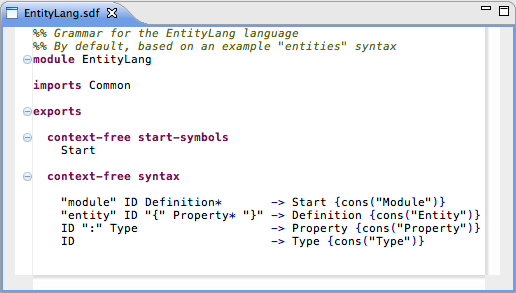 EntityLang.sdf
%% Grammar for the EntityLang language
%% By default, based on an example "entities" syntax
module EntityLang
imports Common
exports
context-free start-symbols
Start
context-free syntax
"module" ID Definition* -> Start {cons("Module")}
"entity" ID "{" Property* "}" -> Definition {cons("Entity")}
ID ":" Type -> Property {cons("Property")}
ID -> Type {cons("Type")}